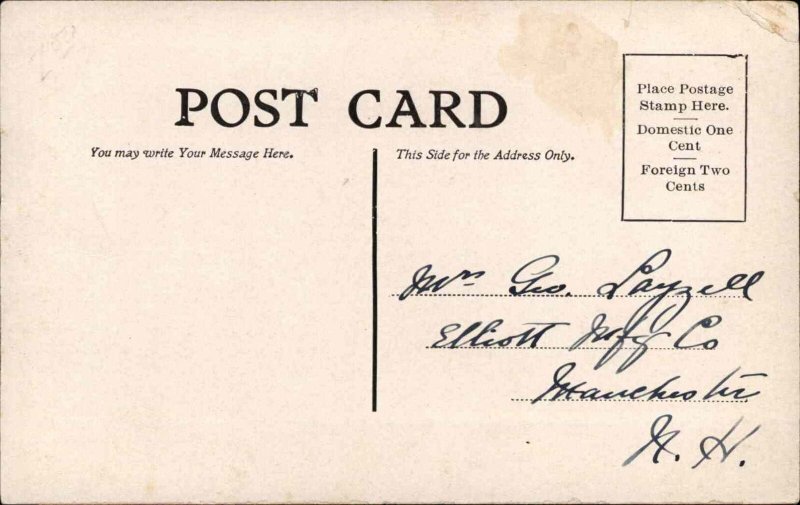 POST CARD
You may write Your Message Here.
This Side for the Address Only.
Place Postage
Stamp Here.
Domestic One
Cent
Foreign Two
Cents
Mrs Geo. Layzell
Elliott Mfg Co
Manchester
N. H.